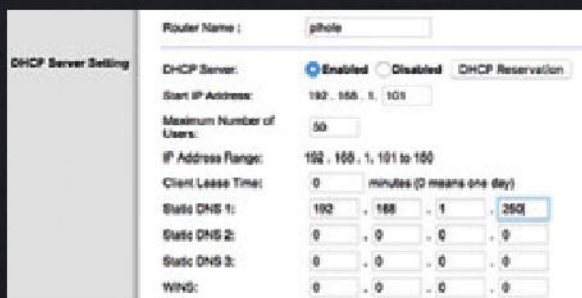 Router Name : pihole
DHCP Server Setting
DHCP Server: Enabled Disabled DHCP Reservation
Start IP Address: 192 . 168 . 1. 101
Maximum Number of
Users: 50
IP Address Range: 192 . 168 . 1. 101 to 150
Client Lease Time: 0 minutes (0 means one day)
Static DNS 1: 192 . 168 . 1 . 250
Static DNS 2: 0 . 0 . 0 . 0
Static DNS 3: 0 . 0 . 0 . 0
WINS: 0 . 0 . 0 . 0